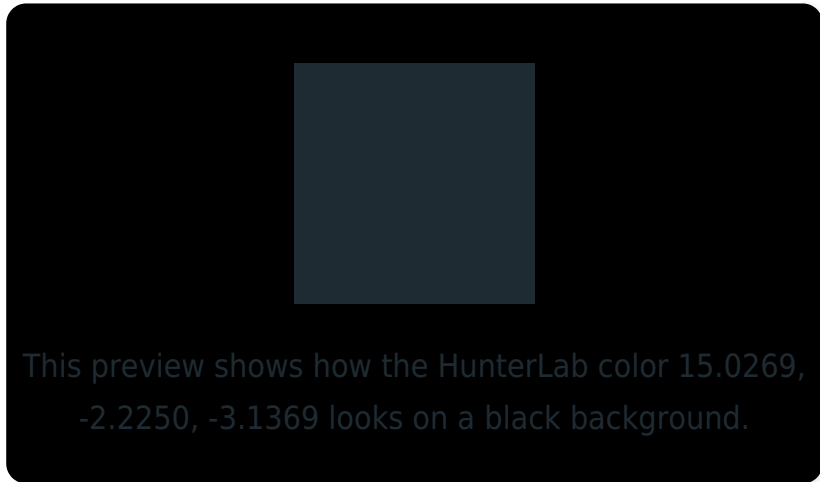 This preview shows how the HunterLab color 15.0269,
-2.2250, -3.1369 looks on a black background.